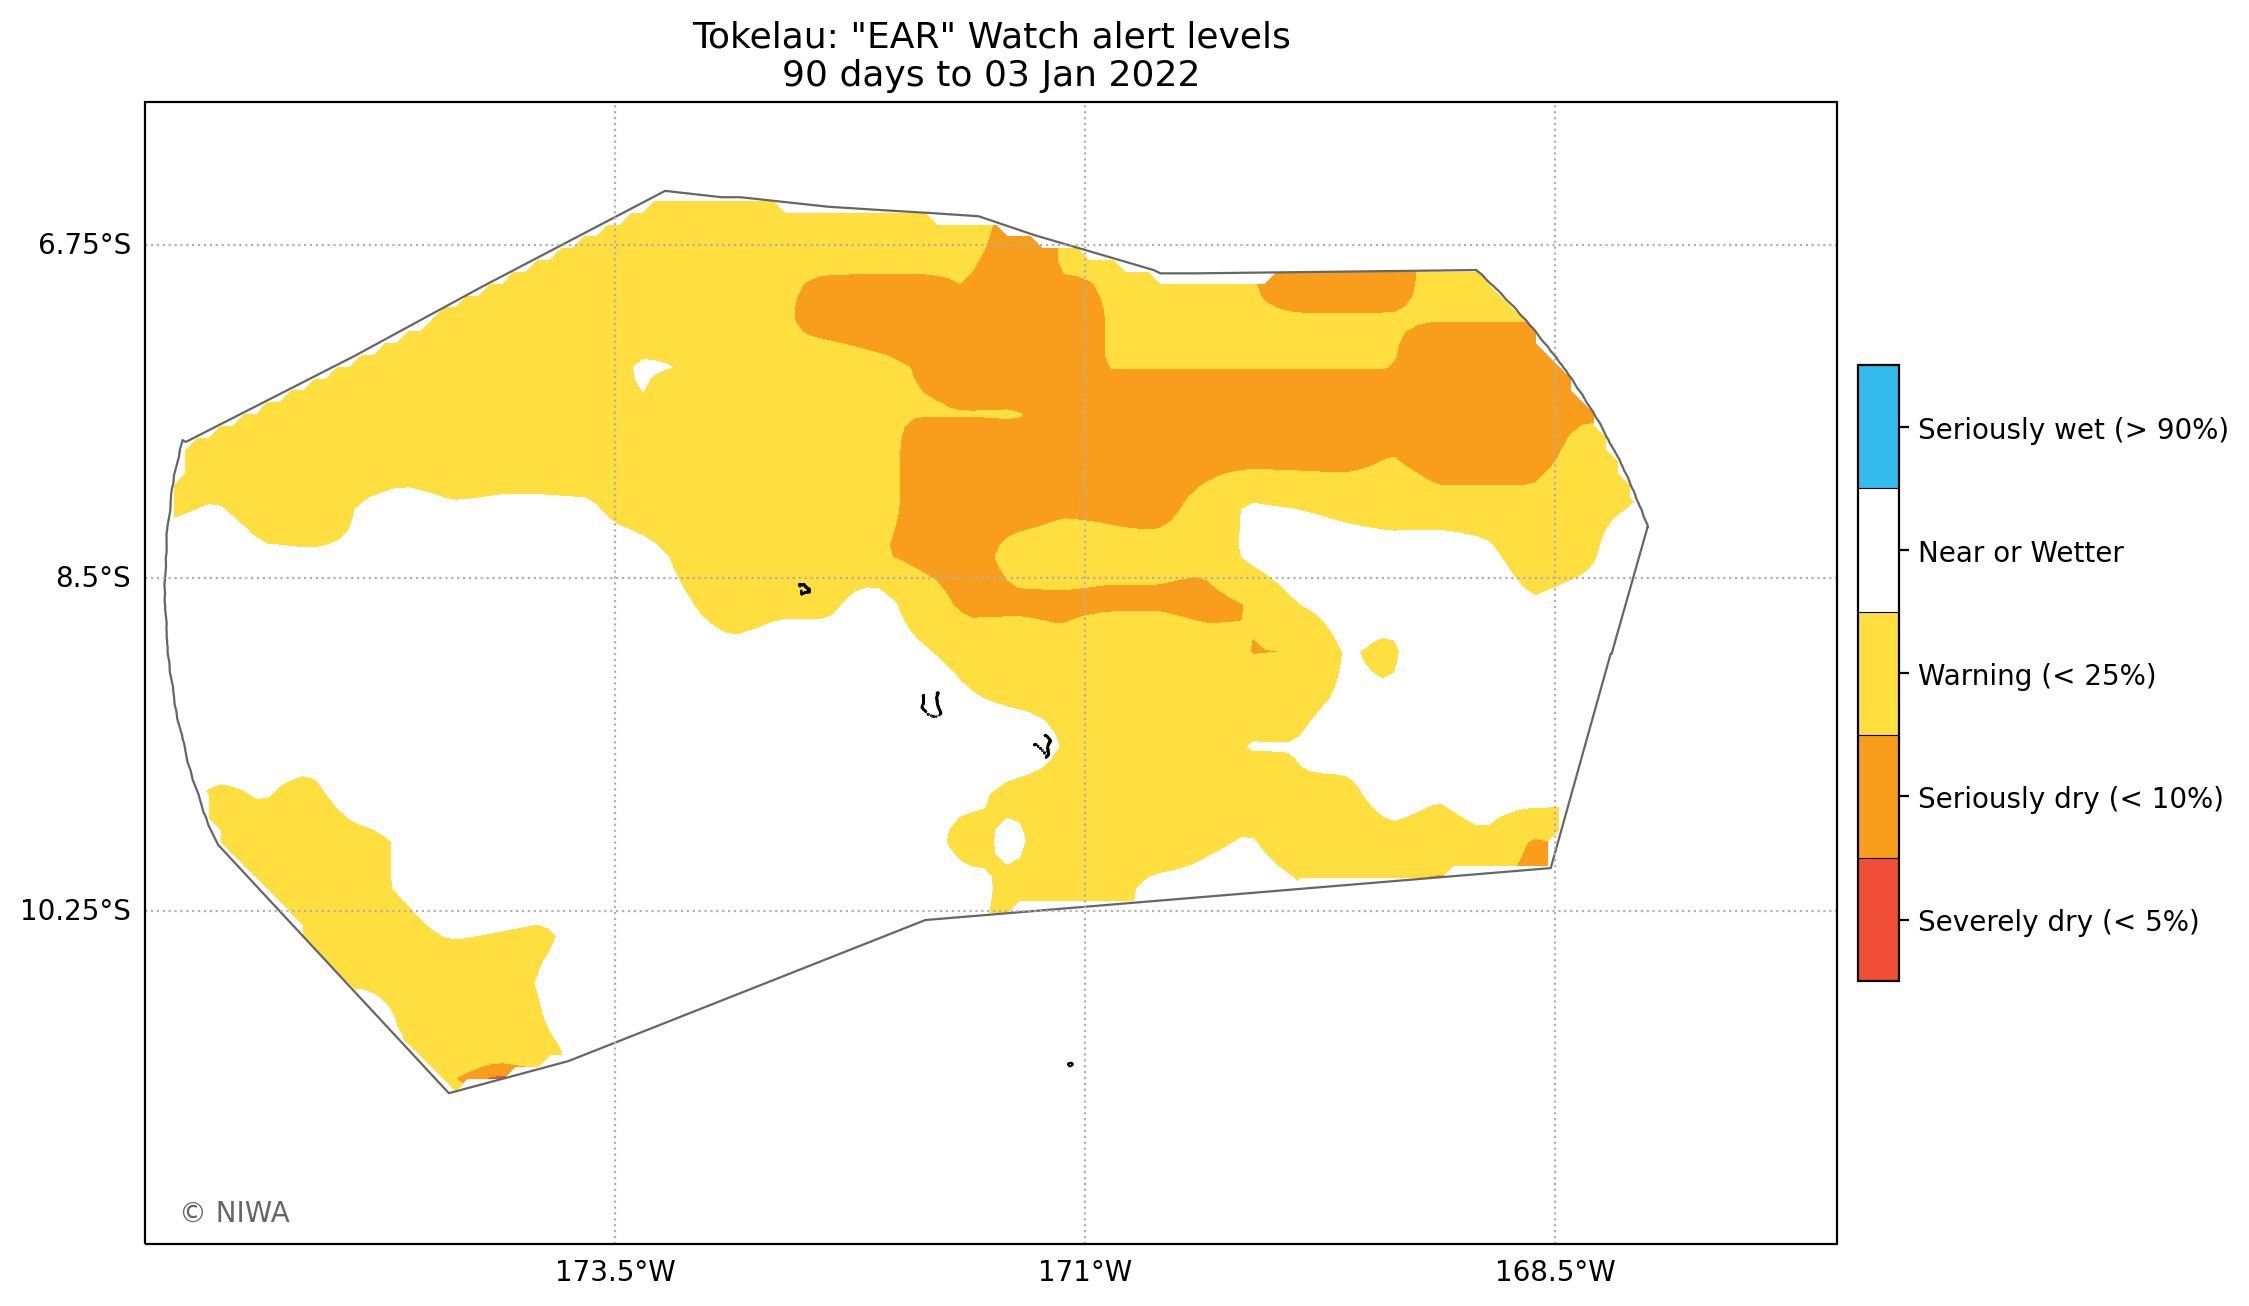 Tokelau: "EAR" Watch alert levels
90 days to 03 Jan 2022
6.75°S
8.5°S
10.25°S
173.5°W
171°W
168.5°W
Seriously wet (> 90%)
Near or Wetter
Warning (< 25%)
Seriously dry (< 10%)
Severely dry (< 5%)
© NIWA